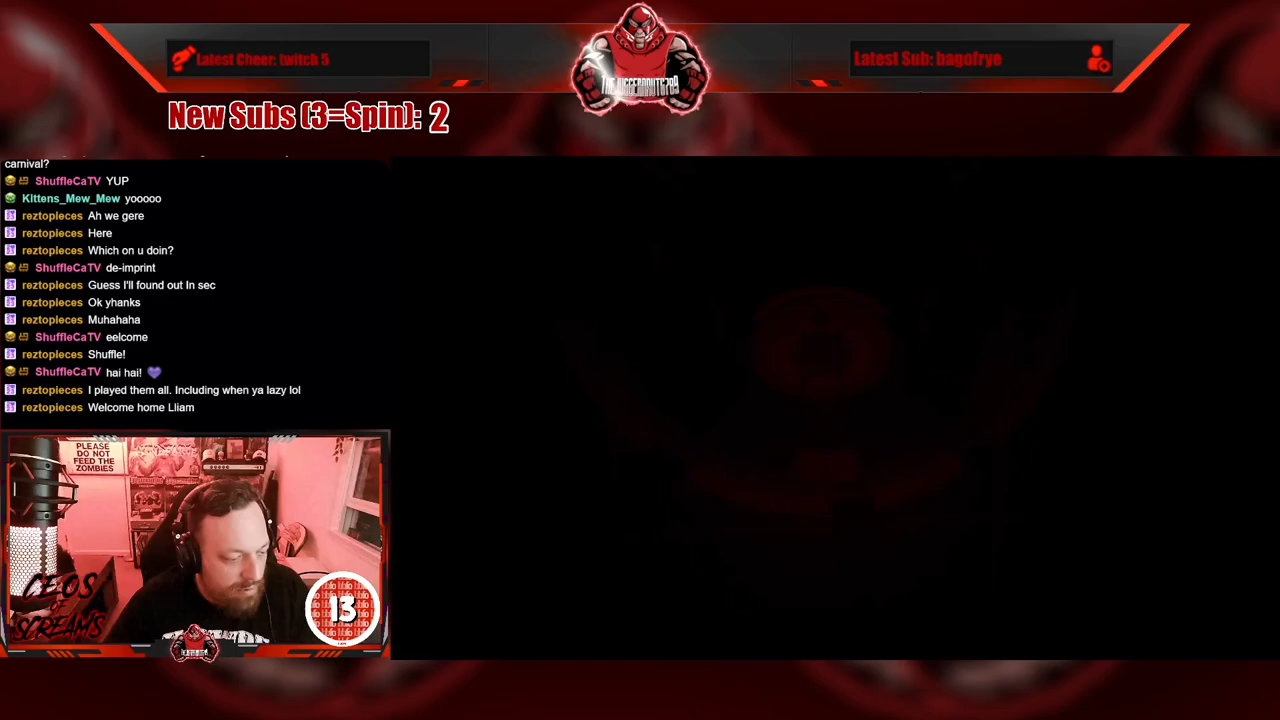 Latest Cheer: twitch 5
THEJUGGERNAUT6789
Latest Sub: bagofrye
New Subs (3=Spin): 2
carnival?
ShuffleCaTV YUP
Kittens_Mew_Mew yooooo
reztopieces Ah we gere
reztopieces Here
reztopieces Which on u doin?
ShuffleCaTV de-imprint
reztopieces Guess I'll found out In sec
reztopieces Ok yhanks
reztopieces Muhahaha
ShuffleCaTV eelcome
reztopieces Shuffle!
ShuffleCaTV hai hai!
reztopieces I played them all. Including when ya lazy lol
reztopieces Welcome home Lliam
PLEASE
DO NOT
FEED THE
ZOMBIES
CEOS
OF
SCREAMS
13